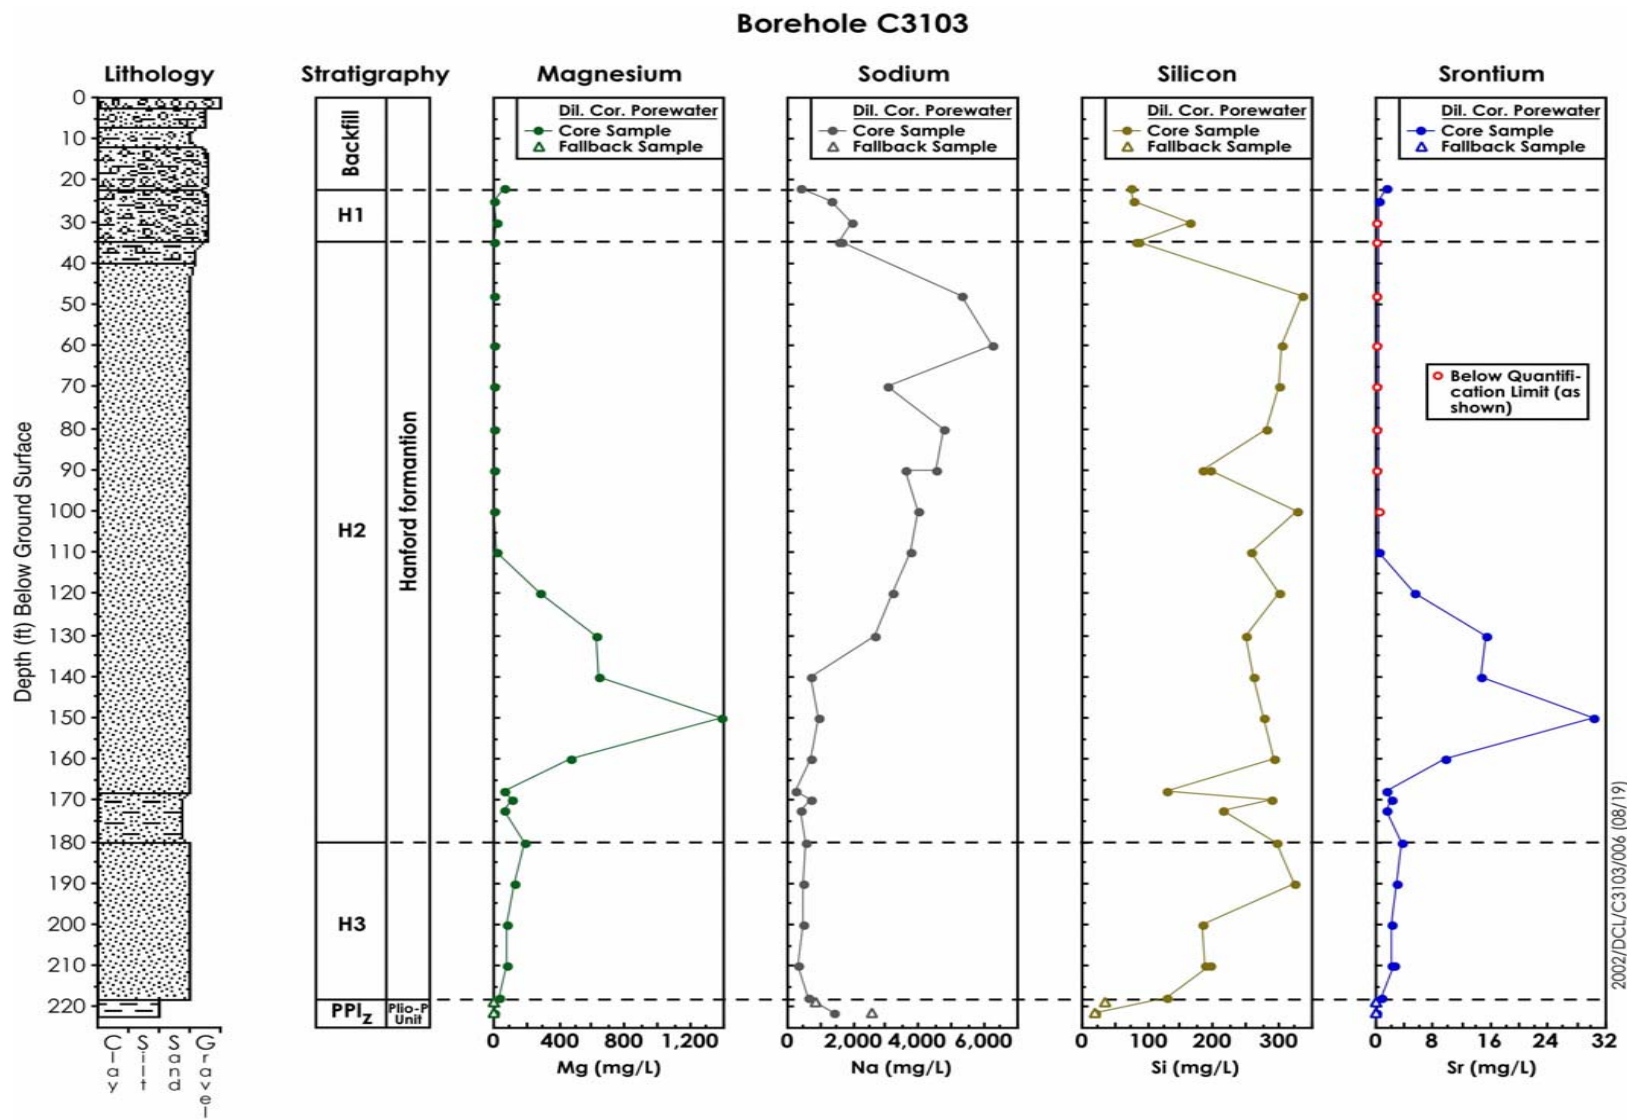 Borehole C3103
Lithology
Stratigraphy
Magnesium
Sodium
Silicon
Srontium
Dil. Cor. Porewater
Core Sample
Fallback Sample
Dil. Cor. Porewater
Core Sample
Fallback Sample
Dil. Cor. Porewater
Core Sample
Fallback Sample
Dil. Cor. Porewater
Core Sample
Fallback Sample
Below Quantifi-
cation Limit (as
shown)
Depth (ft) Below Ground Surface
0
10
20
30
40
50
60
70
80
90
100
110
120
130
140
150
160
170
180
190
200
210
220
Backfill
H1
H2
H3
PPlz
Hanford formantion
Plio-P
Unit
Clay
Silt
Sand
Gravel
0 400 800 1,200
Mg (mg/L)
0 2,000 4,000 6,000
Na (mg/L)
0 100 200 300
Si (mg/L)
0 8 16 24 32
Sr (mg/L)
2002/DCL/C3103/006 (08/19)